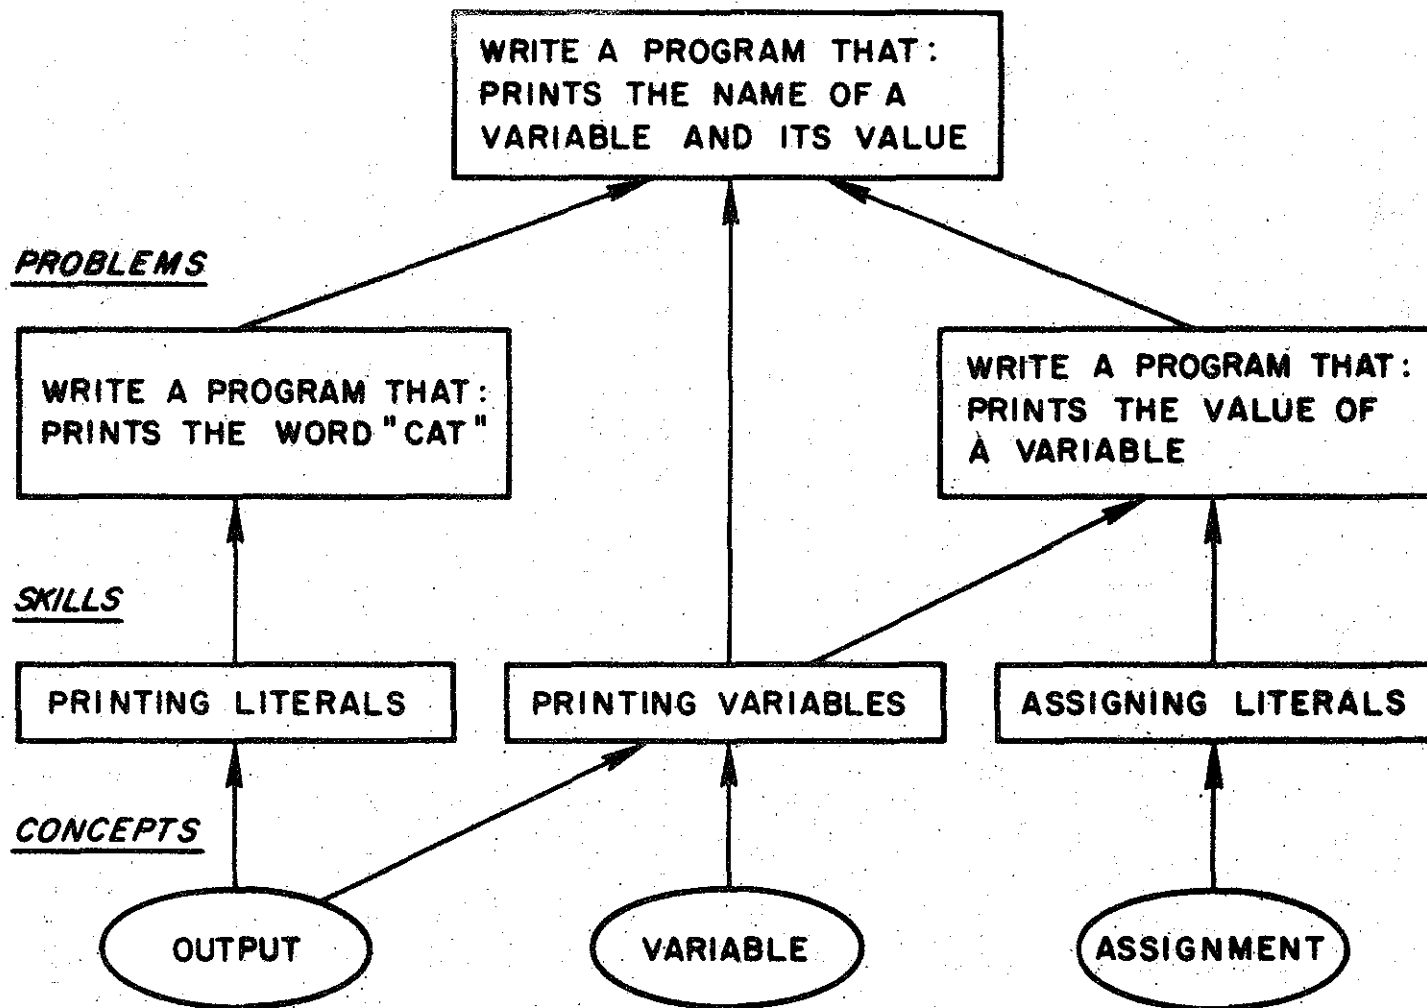 WRITE A PROGRAM THAT:
PRINTS THE NAME OF A
VARIABLE AND ITS VALUE
PROBLEMS
WRITE A PROGRAM THAT:
PRINTS THE WORD "CAT"
WRITE A PROGRAM THAT:
PRINTS THE VALUE OF
A VARIABLE
SKILLS
PRINTING LITERALS
PRINTING VARIABLES
ASSIGNING LITERALS
CONCEPTS
OUTPUT
VARIABLE
ASSIGNMENT